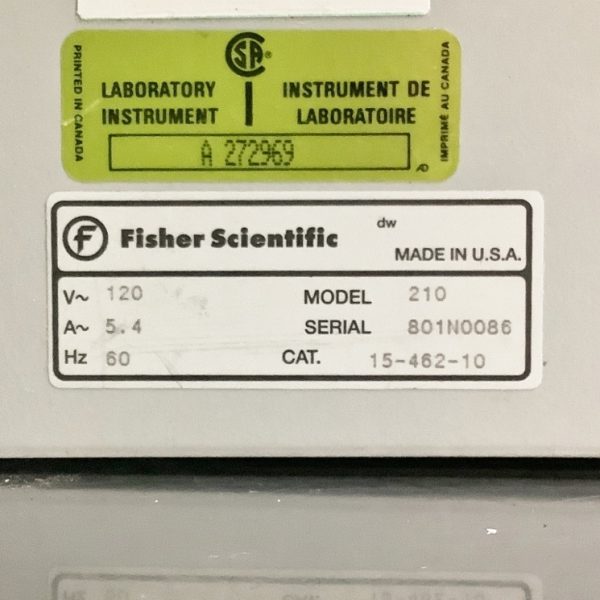 PRINTED IN CANADA
SA®
LABORATORY INSTRUMENT
INSTRUMENT DE LABORATOIRE
A 272969
IMPRIMÉ AU CANADA
f Fisher Scientific
dw
MADE IN U.S.A.
V~ 120 MODEL 210
A~ 5.4 SERIAL 801N0086
Hz 60 CAT. 15-462-10